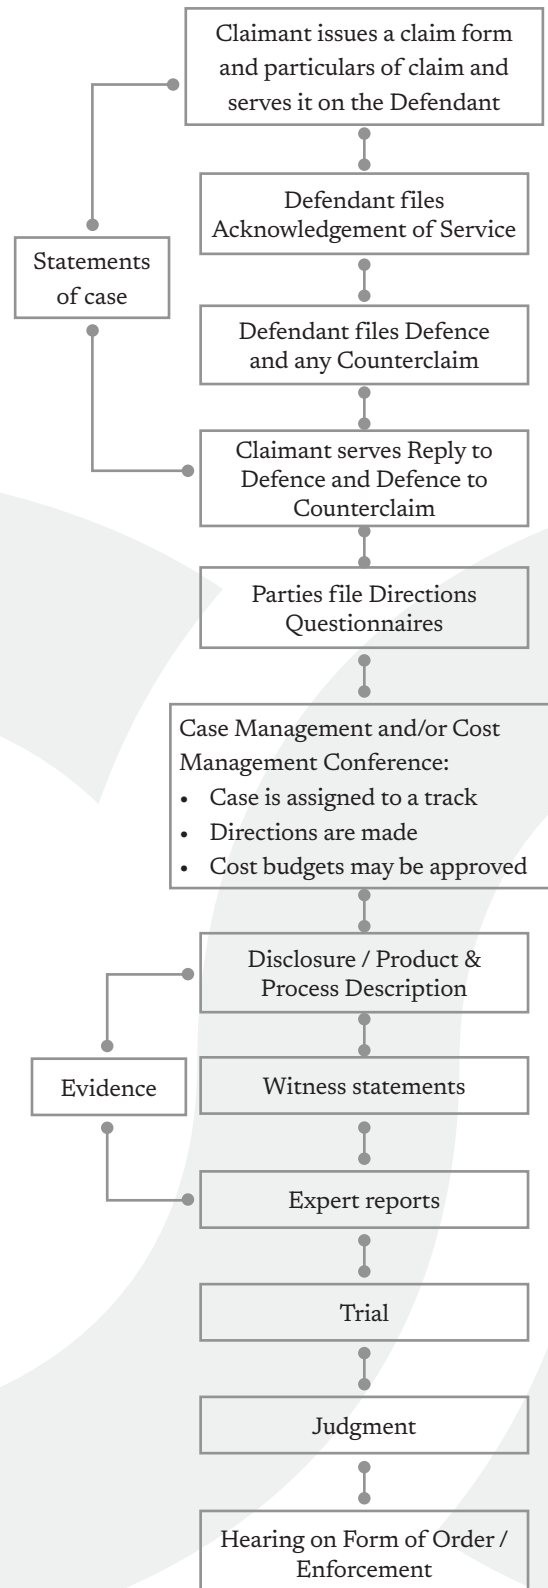 Claimant issues a claim form
and particulars of claim and
serves it on the Defendant
Defendant files
Acknowledgement of Service
Statements
of case
Defendant files Defence
and any Counterclaim
Claimant serves Reply to
Defence and Defence to
Counterclaim
Parties file Directions
Questionnaires
Case Management and/or Cost
Management Conference:
• Case is assigned to a track
• Directions are made
• Cost budgets may be approved
Disclosure / Product &
Process Description
Evidence
Witness statements
Expert reports
Trial
Judgment
Hearing on Form of Order /
Enforcement